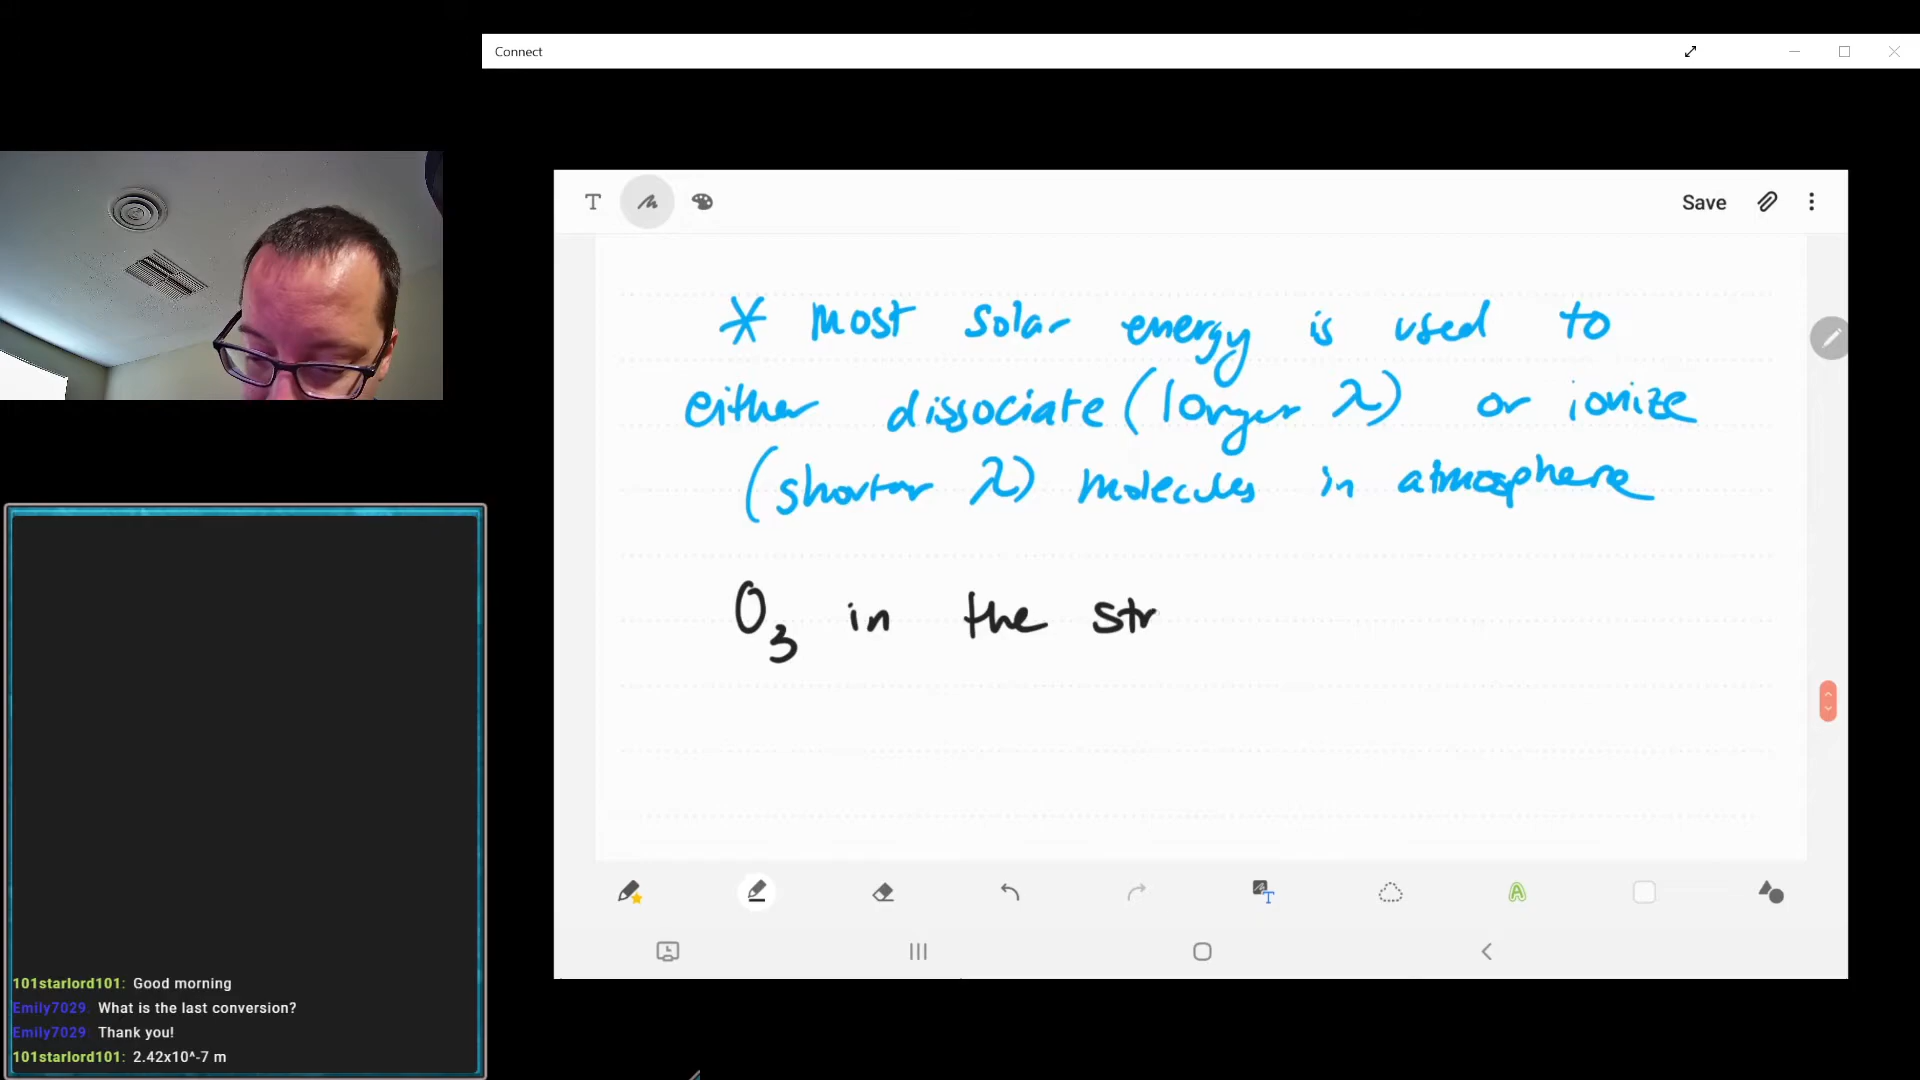 Connect
T
Save
* most solar energy is used to
either dissociate (longer λ) or ionize
(shorter λ) molecules in atmosphere
O₃ in the str
101starlord101: Good morning
Emily7029: What is the last conversion?
Emily7029: Thank you!
101starlord101: 2.42x10^-7 m